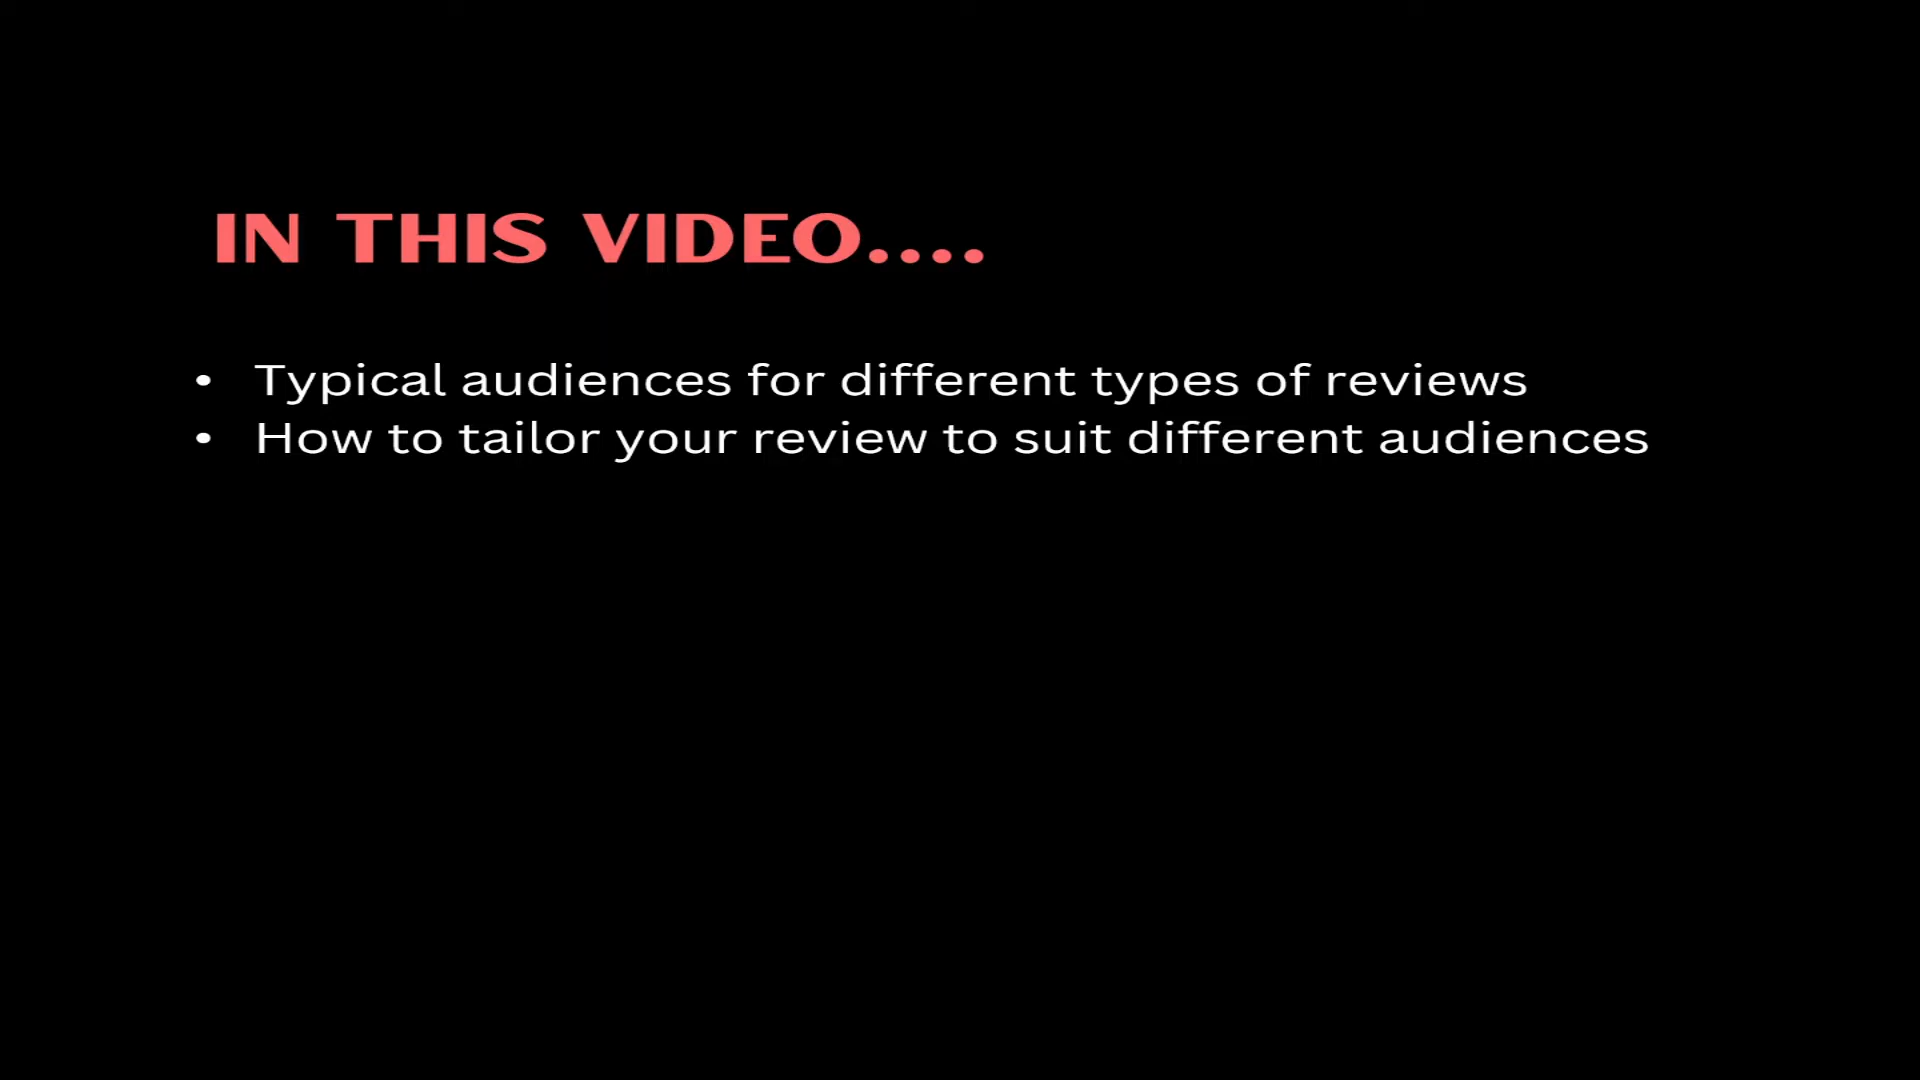 IN THIS VIDEO....
• Typical audiences for different types of reviews
• How to tailor your review to suit different audiences